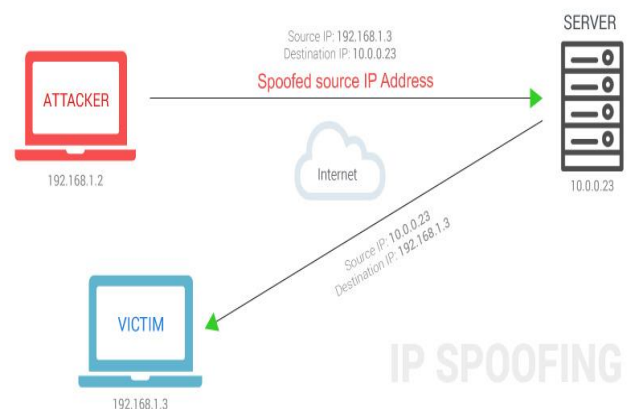 SERVER
Source IP: 192.168.1.3
Destination IP: 10.0.0.23
Spoofed source IP Address
ATTACKER
192.168.1.2
Internet
10.0.0.23
Source IP: 10.0.0.23
Destination IP: 192.168.1.3
VICTIM
192.168.1.3
IP SPOOFING